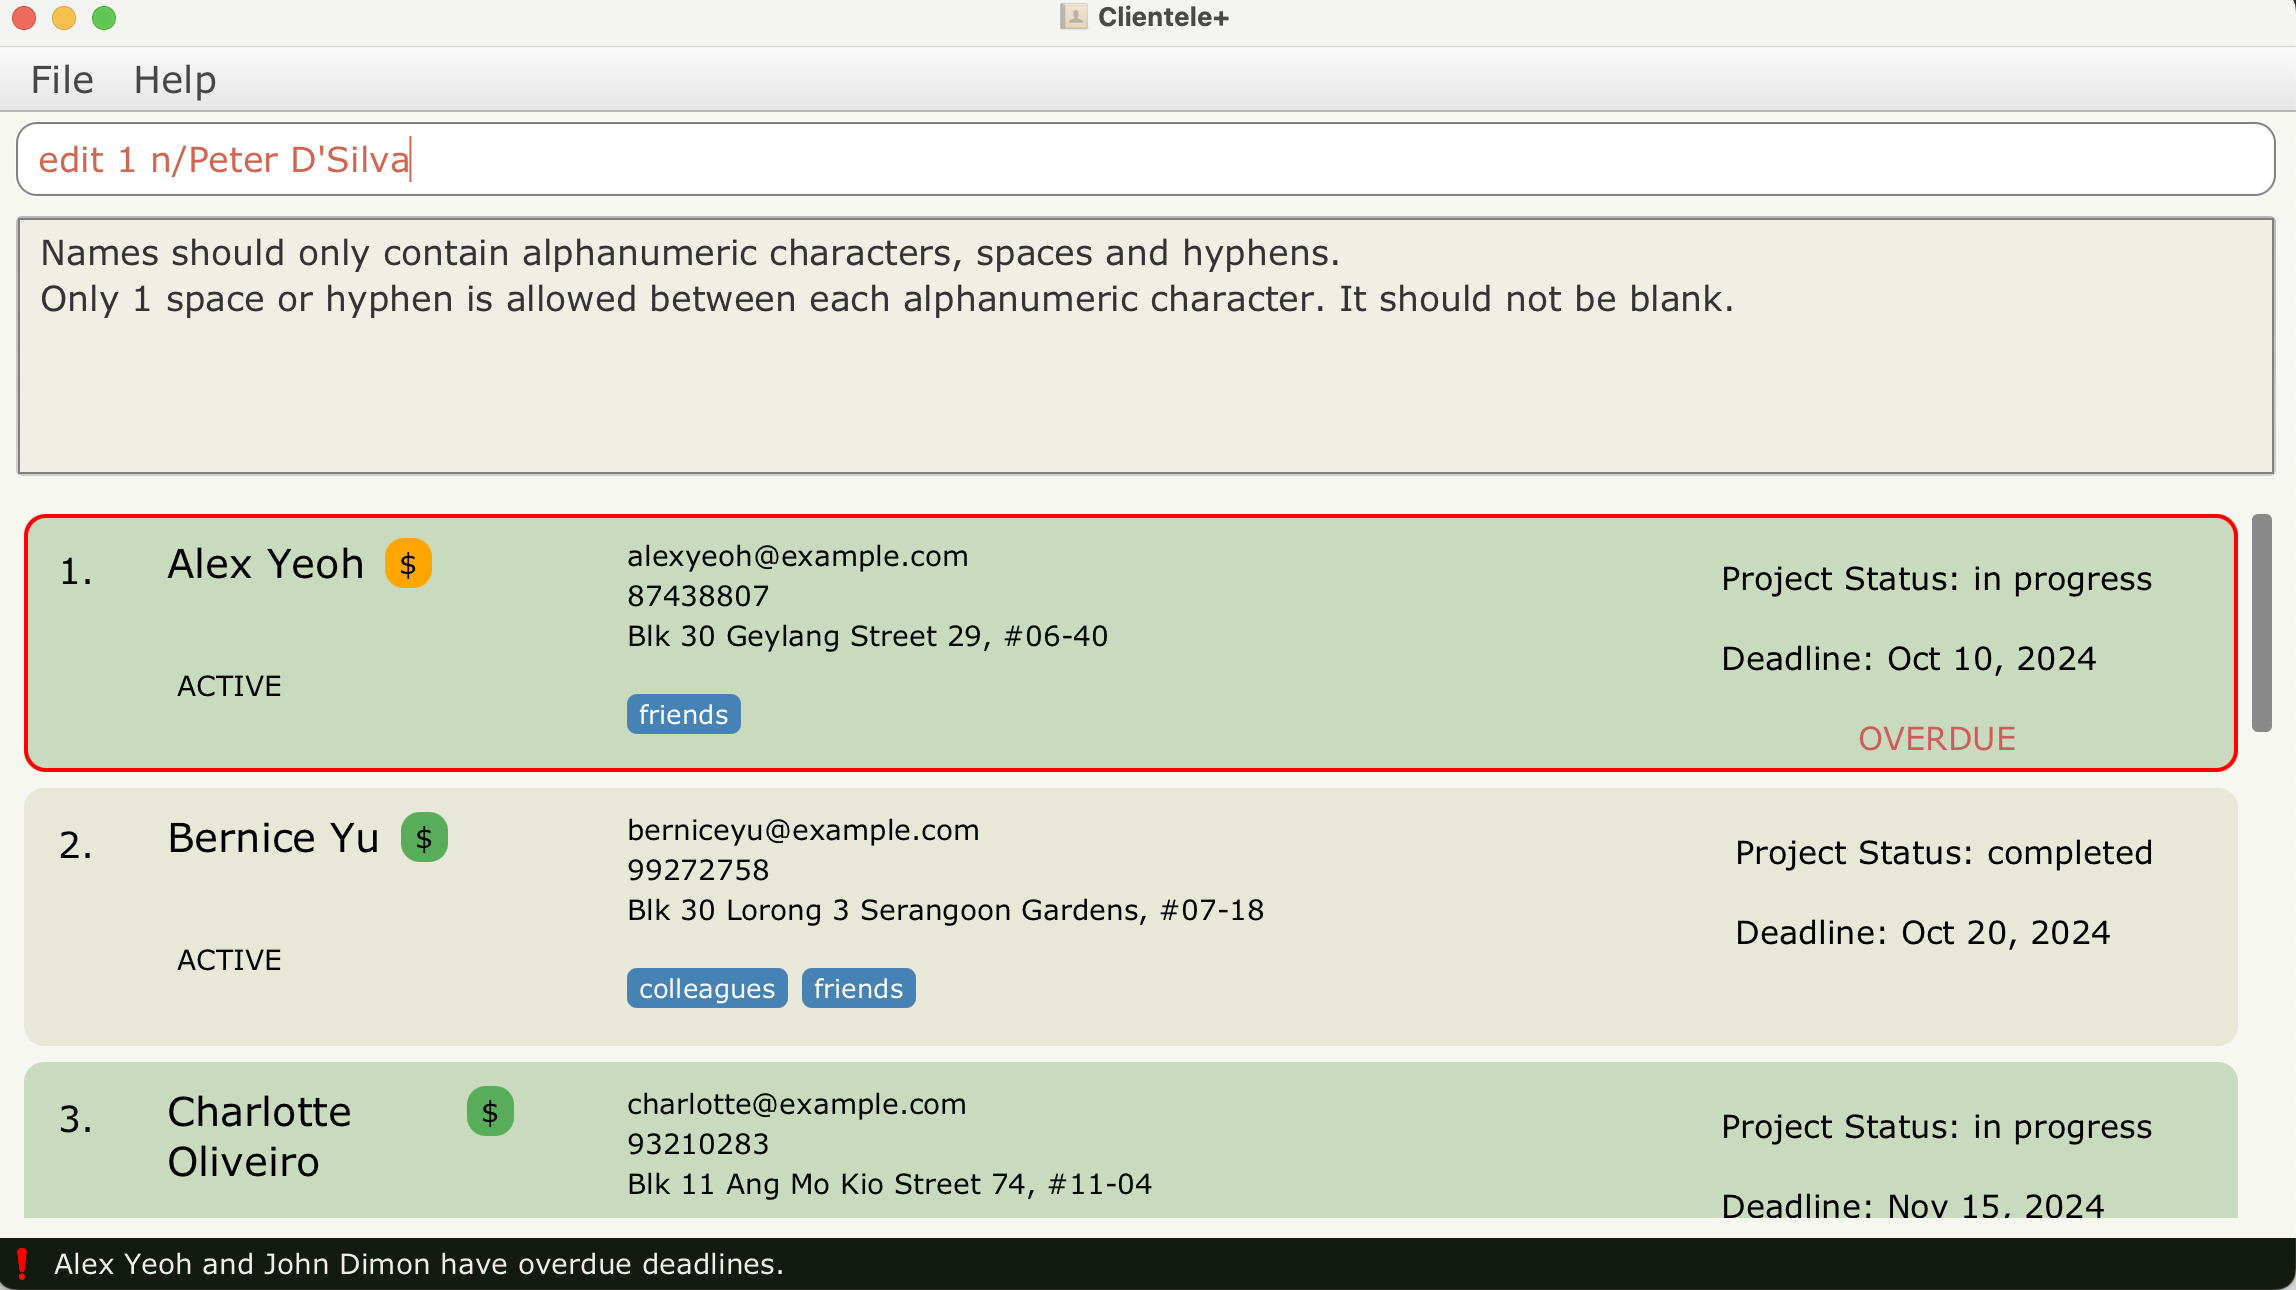 Clientele+
File Help
edit 1 n/Peter D'Silva
Names should only contain alphanumeric characters, spaces and hyphens.
Only 1 space or hyphen is allowed between each alphanumeric character. It should not be blank.
1.
Alex Yeoh $
ACTIVE
alexyeoh@example.com
87438807
Blk 30 Geylang Street 29, #06-40
friends
Project Status: in progress
Deadline: Oct 10, 2024
OVERDUE
2.
Bernice Yu $
ACTIVE
berniceyu@example.com
99272758
Blk 30 Lorong 3 Serangoon Gardens, #07-18
colleagues friends
Project Status: completed
Deadline: Oct 20, 2024
3.
Charlotte $
Oliveiro
charlotte@example.com
93210283
Blk 11 Ang Mo Kio Street 74, #11-04
Project Status: in progress
Deadline: Nov 15, 2024
! Alex Yeoh and John Dimon have overdue deadlines.